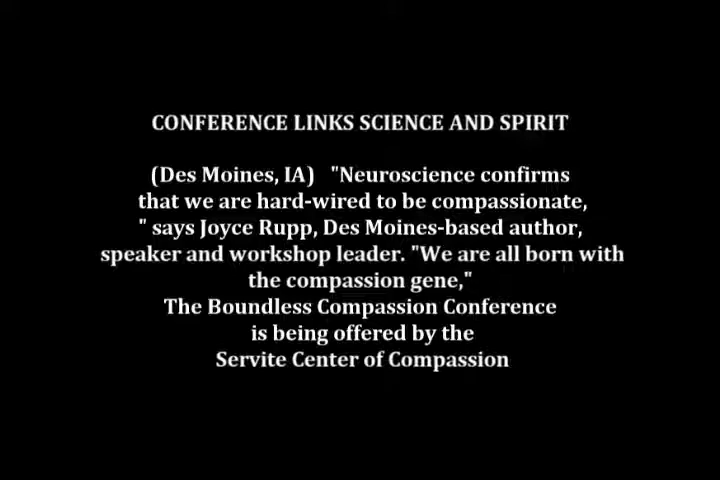 CONFERENCE LINKS SCIENCE AND SPIRIT
(Des Moines, IA) "Neuroscience confirms
that we are hard-wired to be compassionate,
" says Joyce Rupp, Des Moines-based author,
speaker and workshop leader. "We are all born with
the compassion gene,"
The Boundless Compassion Conference
is being offered by the
Servite Center of Compassion